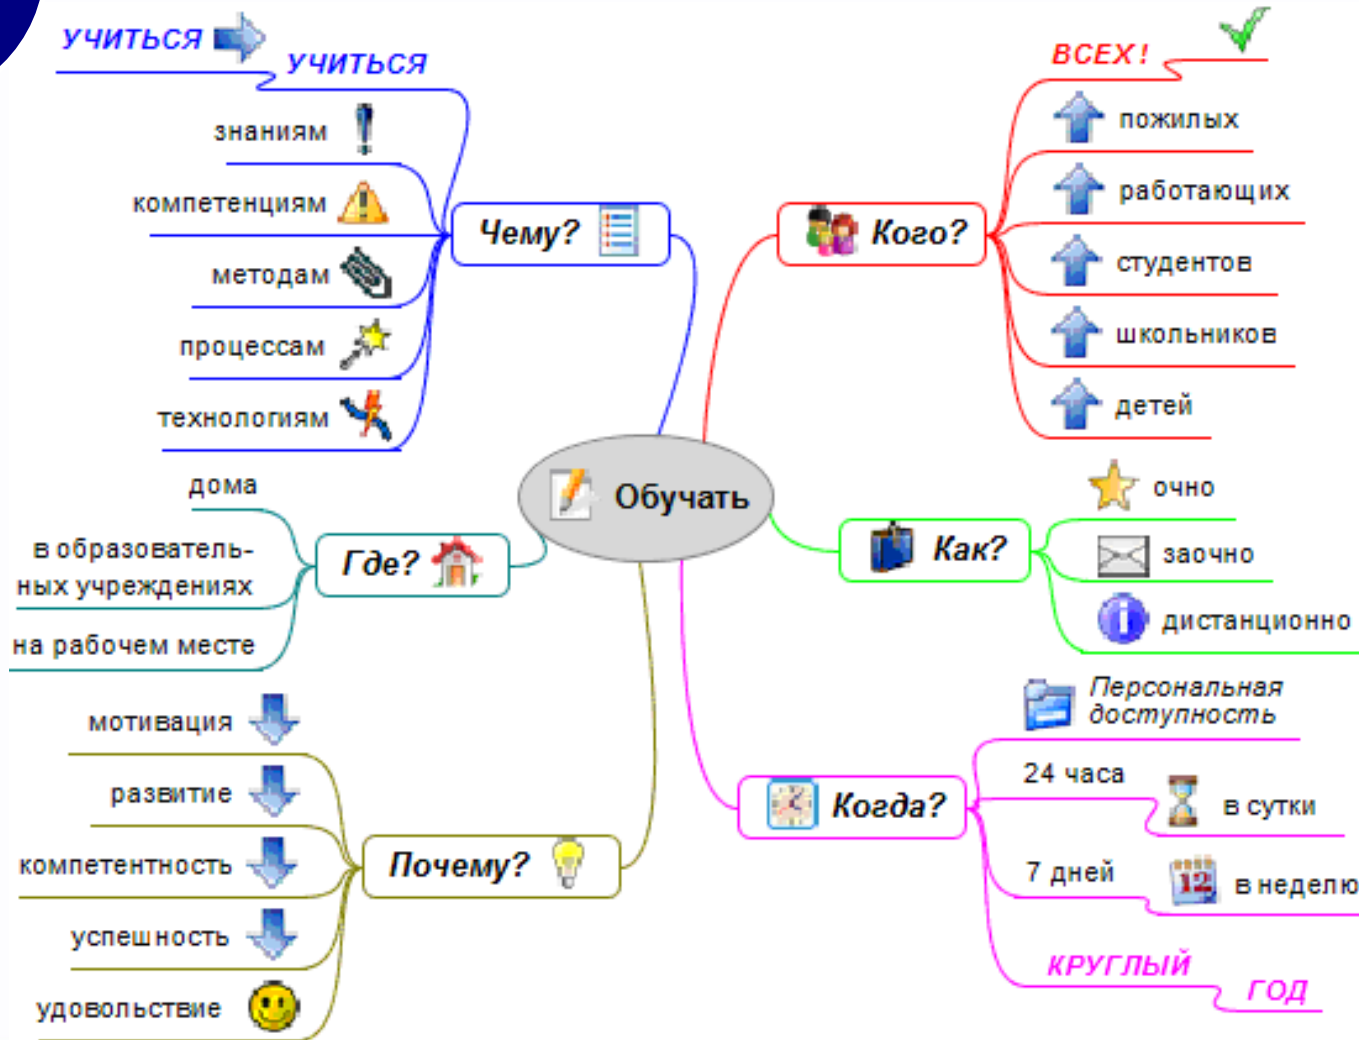 УЧИТЬСЯ
УЧИТЬСЯ
знаниям
компетенциям
методам
процессам
технологиям
Чему?
Кого?
ВСЕХ!
пожилых
работающих
студентов
школьников
детей
Обучать
дома
в образователь-
ных учреждениях
на рабочем месте
Где?
Как?
очно
заочно
дистанционно
мотивация
развитие
компетентность
успешность
удовольствие
Почему?
Когда?
Персональная
доступность
24 часа
в сутки
7 дней
12
в неделю
КРУГЛЫЙ
ГОД